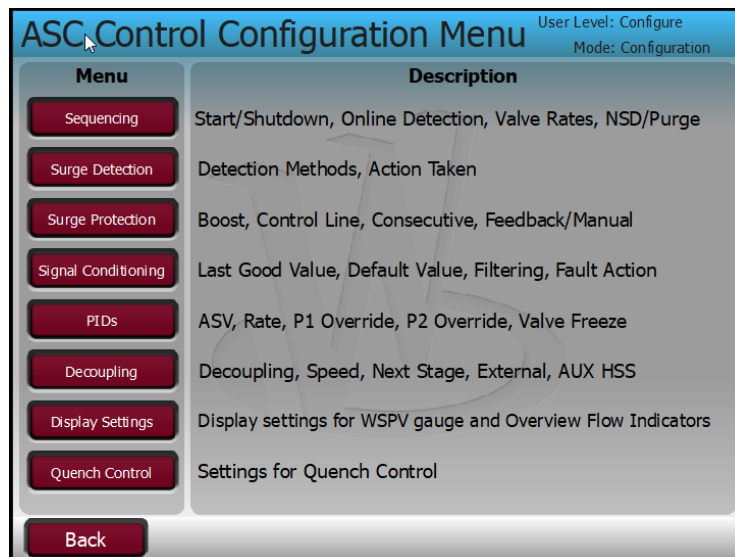 ASC Control Configuration Menu
User Level: Configure
Mode: Configuration
Menu
Description
Sequencing
Start/Shutdown, Online Detection, Valve Rates, NSD/Purge
Surge Detection
Detection Methods, Action Taken
Surge Protection
Boost, Control Line, Consecutive, Feedback/Manual
Signal Conditioning
Last Good Value, Default Value, Filtering, Fault Action
PIDs
ASV, Rate, P1 Override, P2 Override, Valve Freeze
Decoupling
Decoupling, Speed, Next Stage, External, AUX HSS
Display Settings
Display settings for WSPV gauge and Overview Flow Indicators
Quench Control
Settings for Quench Control
Back